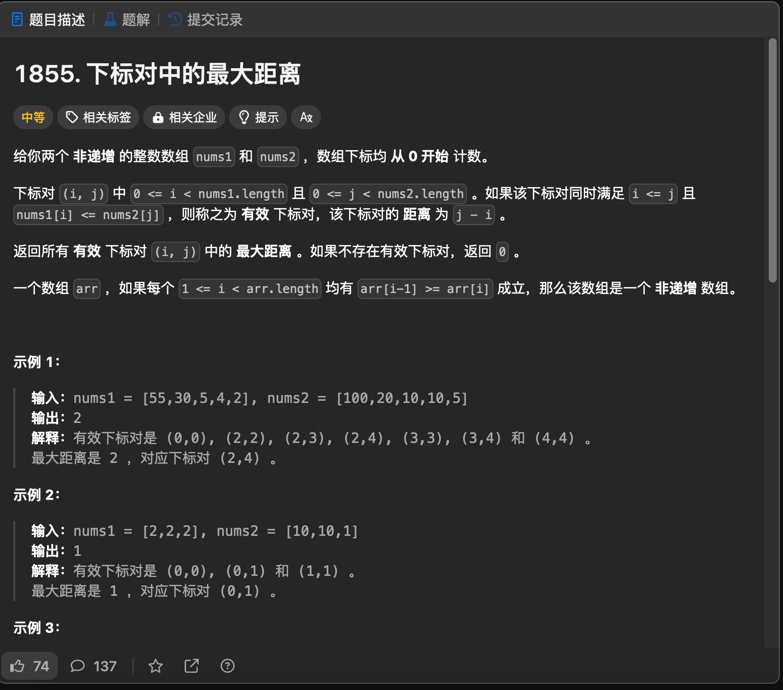 题目描述 题解 提交记录
1855. 下标对中的最大距离
中等 相关标签 相关企业 提示 A文
给你两个 非递增 的整数数组 nums1 和 nums2 ，数组下标均 从 0 开始 计数。
下标对 (i, j) 中 0 <= i < nums1.length 且 0 <= j < nums2.length 。如果该下标对同时满足 i <= j 且
nums1[i] <= nums2[j] ，则称之为 有效 下标对，该下标对的 距离 为 j - i 。
返回所有 有效 下标对 (i, j) 中的 最大距离 。如果不存在有效下标对，返回 0 。
一个数组 arr ，如果每个 1 <= i < arr.length 均有 arr[i-1] >= arr[i] 成立，那么该数组是一个 非递增 数组。
示例 1：
输入：nums1 = [55,30,5,4,2], nums2 = [100,20,10,10,5]
输出：2
解释：有效下标对是 (0,0), (2,2), (2,3), (2,4), (3,3), (3,4) 和 (4,4) 。
最大距离是 2 ，对应下标对 (2,4) 。
示例 2：
输入：nums1 = [2,2,2], nums2 = [10,10,1]
输出：1
解释：有效下标对是 (0,0), (0,1) 和 (1,1) 。
最大距离是 1 ，对应下标对 (0,1) 。
示例 3：
74 137